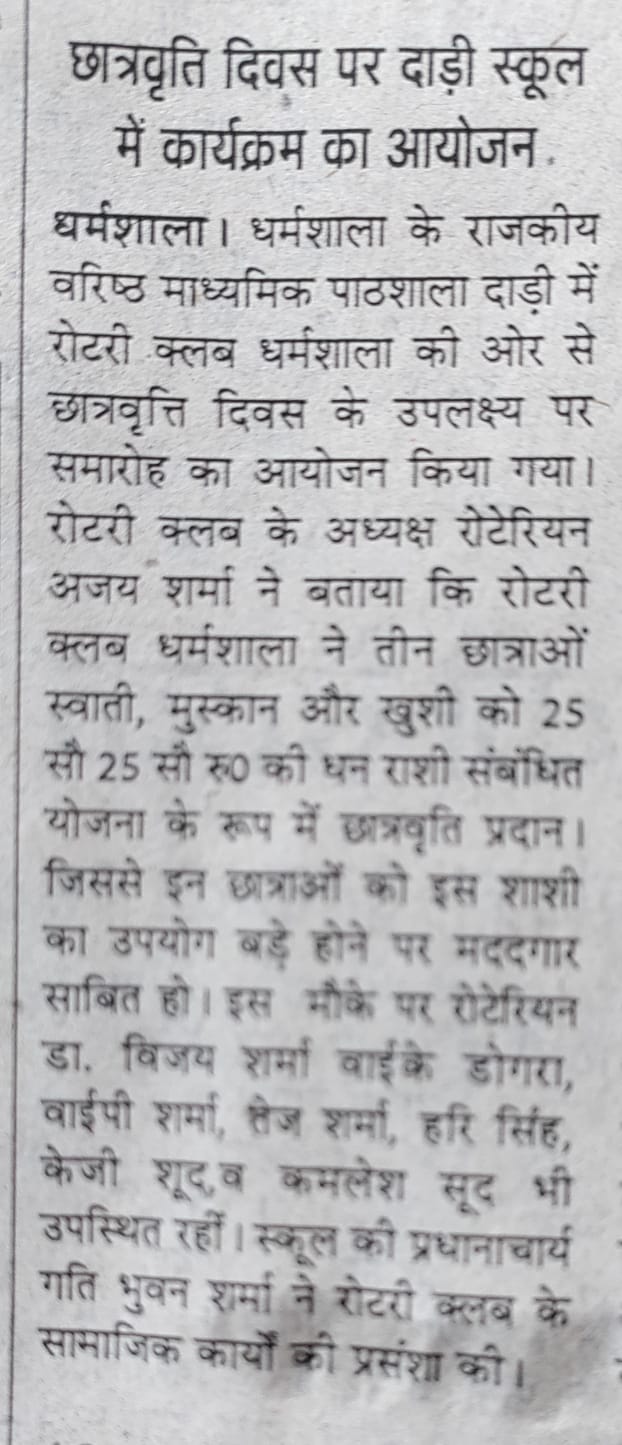 छात्रवृति दिवस पर दाड़ी स्कूल
में कार्यक्रम का आयोजन.
धर्मशाला। धर्मशाला के राजकीय
वरिष्ठ माध्यमिक पाठशाला दाड़ी में
रोटरी क्लब धर्मशाला की ओर से
छात्रवृत्ति दिवस के उपलक्ष्य पर
समारोह का आयोजन किया गया।
रोटरी क्लब के अध्यक्ष रोटेरियन
अजय शर्मा ने बताया कि रोटरी
क्लब धर्मशाला ने तीन छात्राओं
स्वाती, मुस्कान और खुशी को 25
सौ 25 सौ रु0 की धन राशी संबंधित
योजना के रूप में छात्रवृति प्रदान।
जिससे इन छात्राओं को इस शाशी
का उपयोग बड़े होने पर मददगार
साबित हो। इस मौके पर रोटेरियन
डा. विजय शर्मा वाईके डोगरा,
वाईपी शर्मा, तेज शर्मा, हरि सिंह,
केजी शूद,व कमलेश सूद भी
उपस्थित रहीं। स्कूल की प्रधानाचार्य
गति भुवन शर्मा ने रोटरी क्लब के
सामाजिक कार्यों की प्रसंशा की।